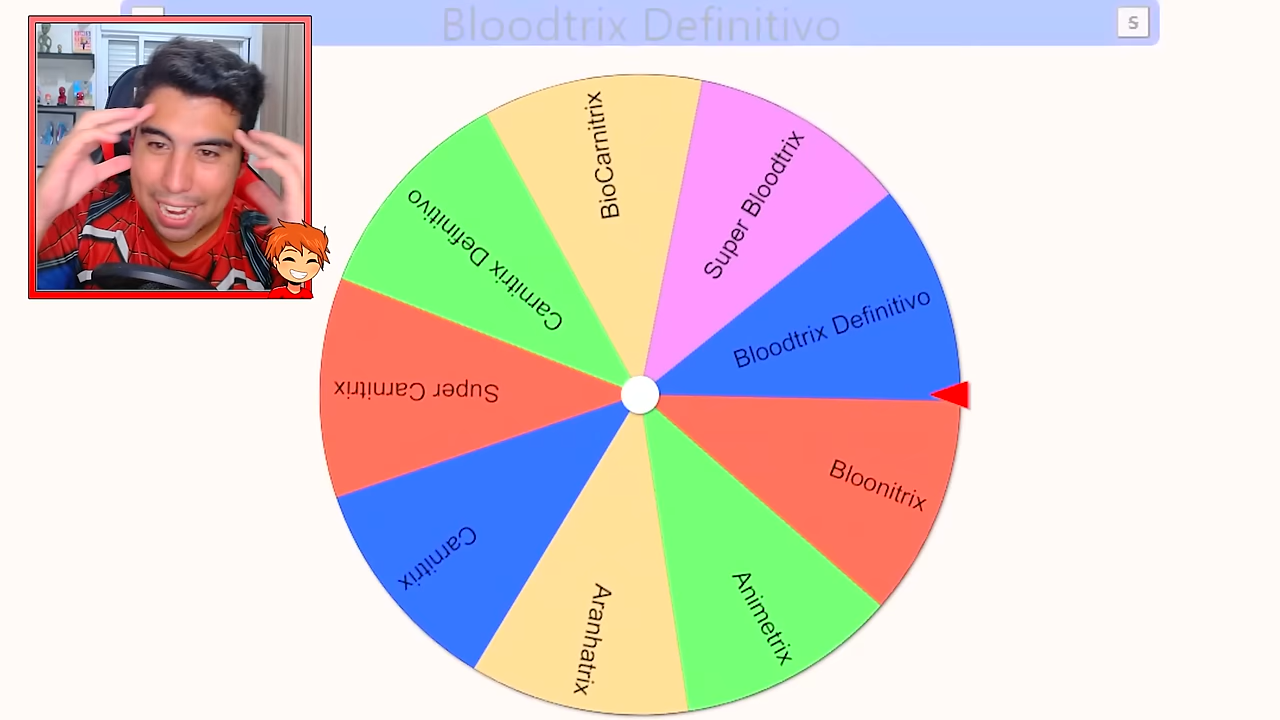 Bloodtrix Definitivo
S
BioCarnitrix
Super Bloodtrix
Carnitrix Definitivo
Bloodtrix Definitivo
Super Carnitrix
Bloonitrix
Carnitrix
Animetrix
Aranhatrix